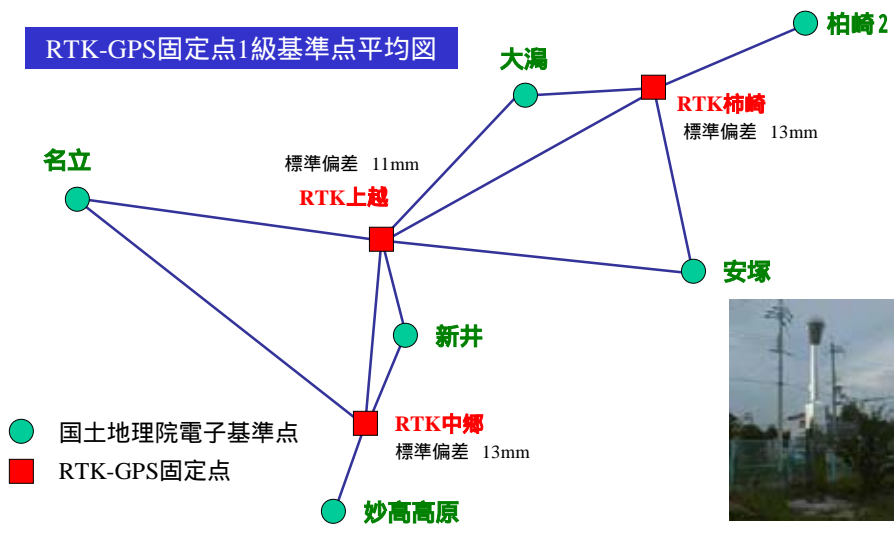 RTK-GPS固定点1級基準点平均図
柏崎2
大潟
RTK柿崎
標準偏差 13mm
名立
標準偏差 11mm
RTK上越
安塚
新井
RTK中郷
標準偏差 13mm
国土地理院電子基準点
RTK-GPS固定点
妙高高原